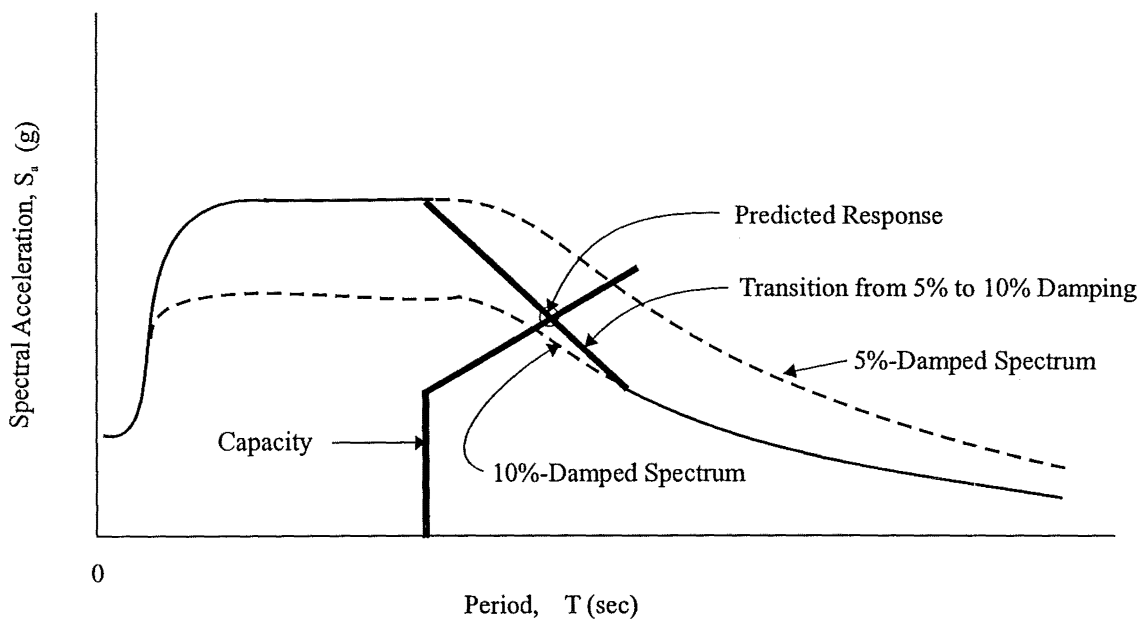 Spectral Acceleration, Sa (g)
Predicted Response
Transition from 5% to 10% Damping
5%-Damped Spectrum
Capacity
10%-Damped Spectrum
0
Period, T (sec)